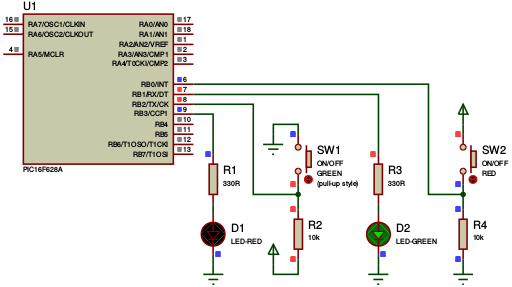 U1
16 RA7/OSC1/CLKIN RA0/AN0 17
15 RA6/OSC2/CLKOUT RA1/AN1 18
RA2/AN2/VREF 1
4 RA5/MCLR RA3/AN3/CMP1 2
RA4/T0CKI/CMP2 3
RB0/INT 6
RB1/RX/DT 7
RB2/TX/CK 8
RB3/CCP1 9
RB4 10
RB5 11
RB6/T1OSO/T1CKI 12
RB7/T1OSI 13
PIC16F628A
R1
330R
D1
LED-RED
SW1
ON/OFF
GREEN
(pull-up style)
R2
10k
R3
330R
D2
LED-GREEN
SW2
ON/OFF
RED
R4
10k